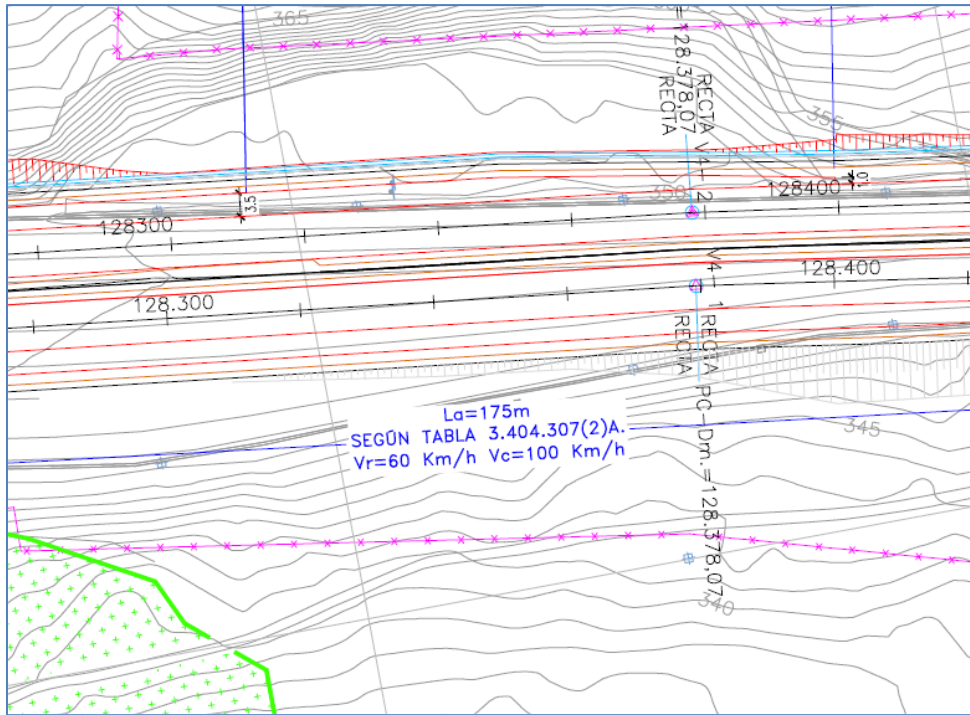 365
=128.378,07
RECTA V4- 2-
RECTA
355
3.5
350
1.0
128300
128400
128.300
128.400
V4- 1 RECTA PC-Dm.=128.378,07
RECTA
La=175m
SEGÚN TABLA 3.404.307(2)A.
Vr=60 Km/h Vc=100 Km/h
345
340